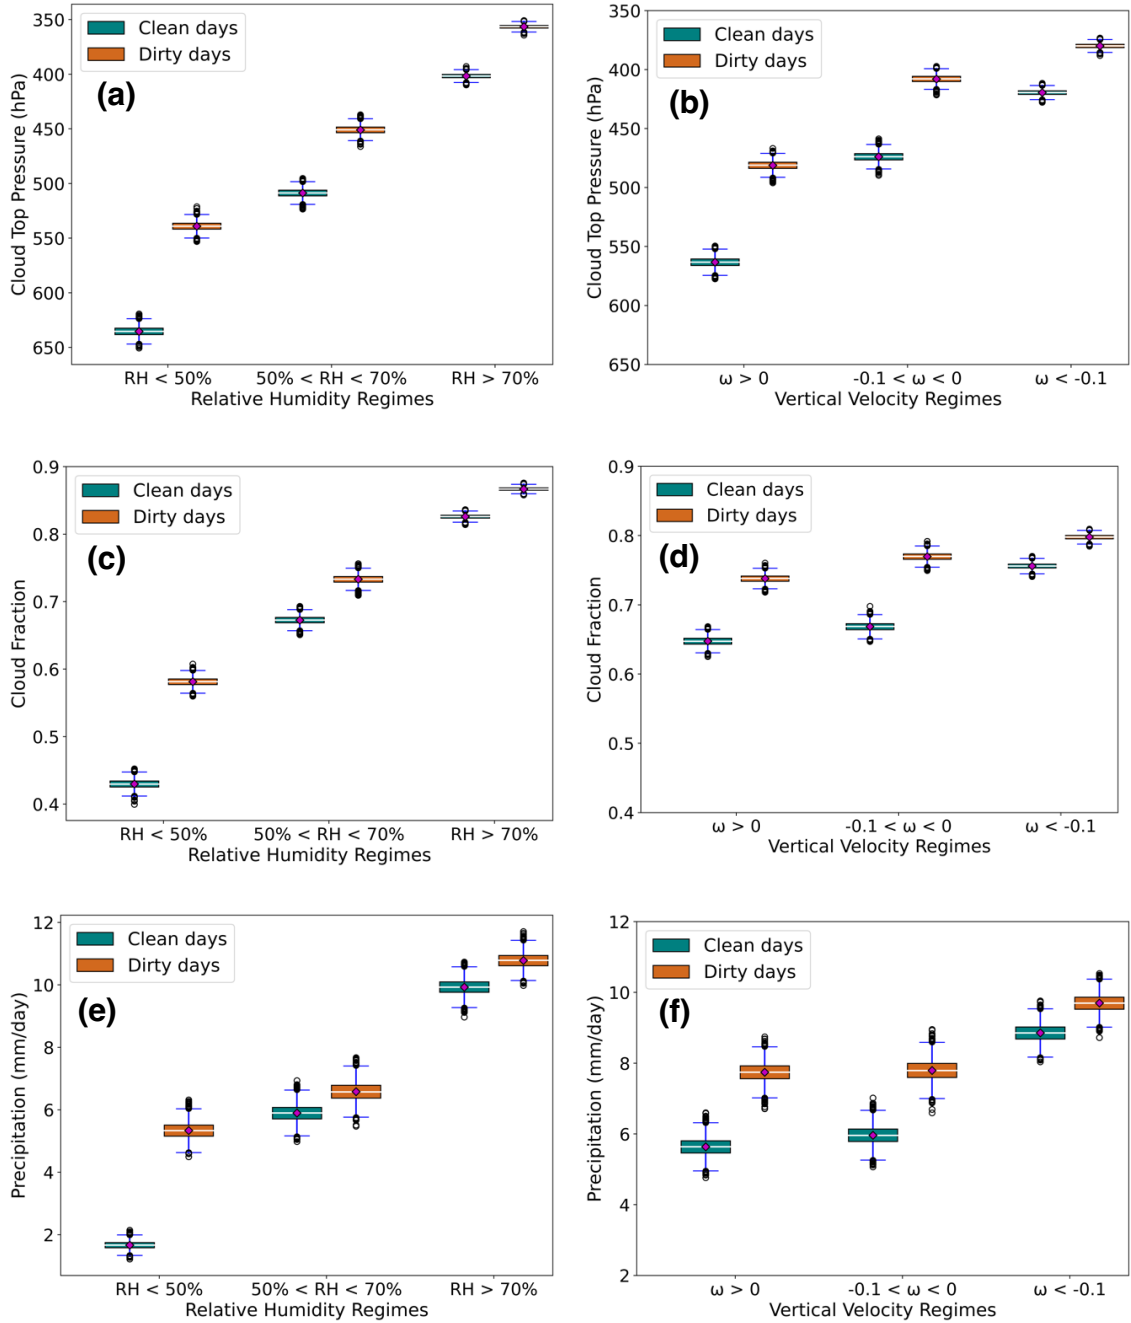 350
400
450
500
550
600
650
Cloud Top Pressure (hPa)
Clean days
Dirty days
(a)
RH < 50%
50% < RH < 70%
RH > 70%
Relative Humidity Regimes
350
400
450
500
550
600
650
Cloud Top Pressure (hPa)
Clean days
Dirty days
(b)
ω > 0
-0.1 < ω < 0
ω < -0.1
Vertical Velocity Regimes
0.9
0.8
0.7
0.6
0.5
0.4
Cloud Fraction
Clean days
Dirty days
(c)
RH < 50%
50% < RH < 70%
RH > 70%
Relative Humidity Regimes
0.9
0.8
0.7
0.6
0.5
0.4
Cloud Fraction
Clean days
Dirty days
(d)
ω > 0
-0.1 < ω < 0
ω < -0.1
Vertical Velocity Regimes
12
10
8
6
4
2
Precipitation (mm/day)
Clean days
Dirty days
(e)
RH < 50%
50% < RH < 70%
RH > 70%
Relative Humidity Regimes
12
10
8
6
4
2
Precipitation (mm/day)
Clean days
Dirty days
(f)
ω > 0
-0.1 < ω < 0
ω < -0.1
Vertical Velocity Regimes